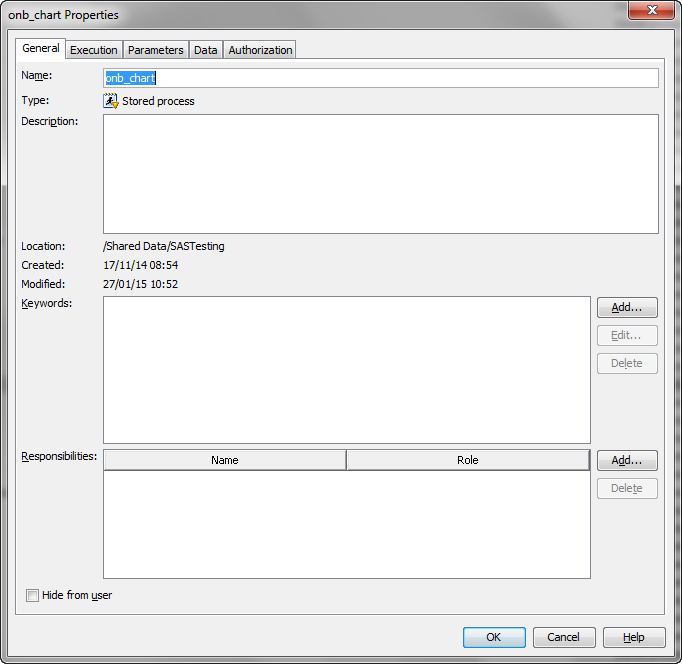 onb_chart Properties
General Execution Parameters Data Authorization
Name: onb_chart
Type: Stored process
Description:
Location: /Shared Data/SASTesting
Created: 17/11/14 08:54
Modified: 27/01/15 10:52
Keywords: Add...
Edit...
Delete
Responsibilities: Name Role Add...
Delete
Hide from user
OK Cancel Help